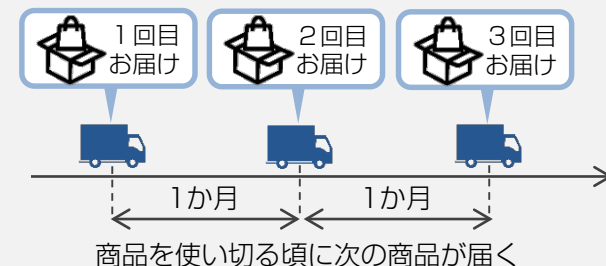 1回目
お届け
2回目
お届け
3回目
お届け
1か月
1か月
商品を使い切る頃に次の商品が届く